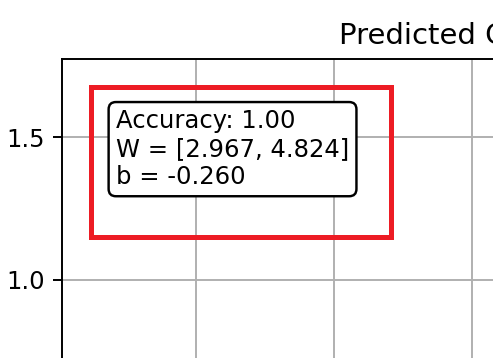 Predicted
Accuracy: 1.00
W = [2.967, 4.824]
b = -0.260
1.5
1.0